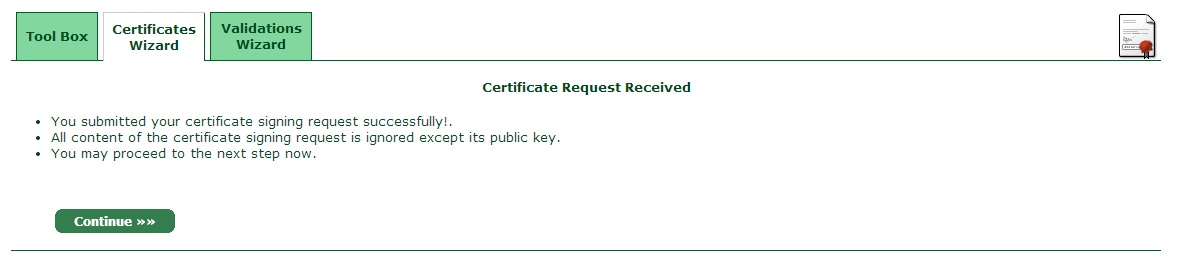 Tool Box
Certificates
Wizard
Validations
Wizard
Certificate Request Received
You submitted your certificate signing request successfully!.
All content of the certificate signing request is ignored except its public key.
You may proceed to the next step now.
Continue »»